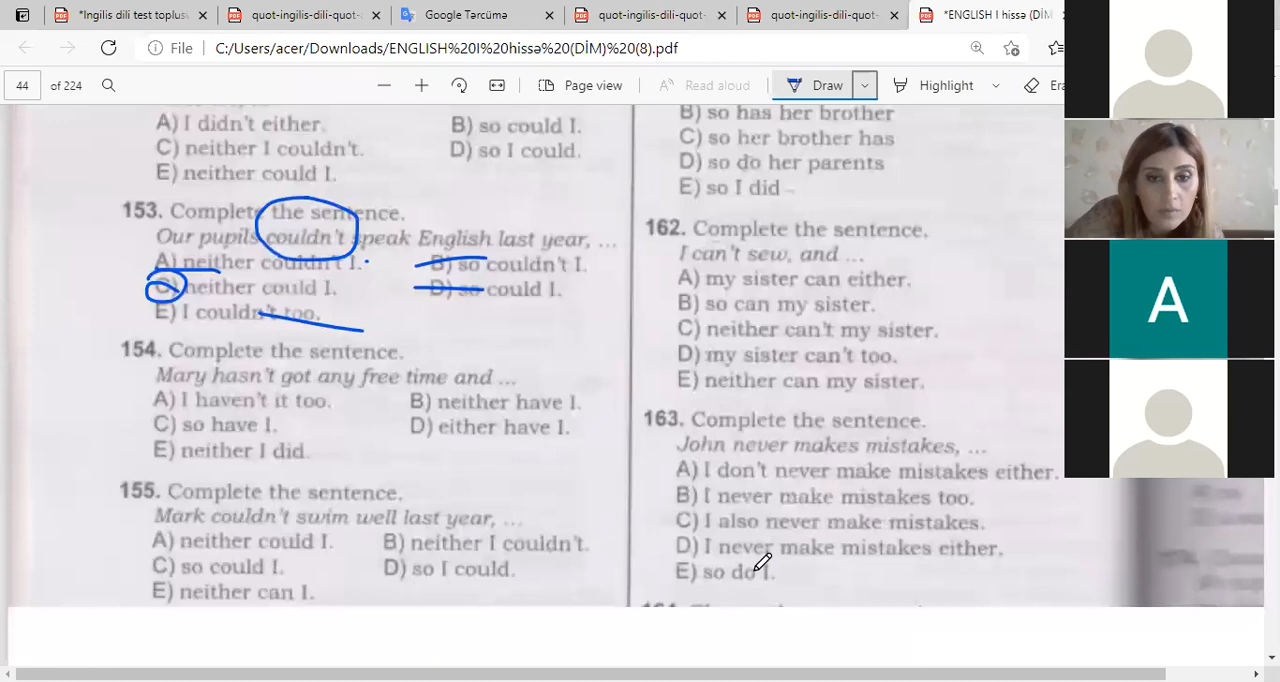 *Ingilis dili test toplusu
quot-ingilis-dili-quot-
Google Tərcümə
quot-ingilis-dili-quot-
quot-ingilis-dili-quot-
*ENGLISH I hissə (DİM)
File
C:/Users/acer/Downloads/ENGLISH%20I%20hissə%20(DİM)%20(8).pdf
44 of 224
Page view
Read aloud
Draw
Highlight
Era
A) I didn't either. B) so could I.
C) neither I couldn't. D) so I could.
E) neither could I.
153. Complete the sentence.
Our pupils couldn't speak English last year, ...
A) neither couldn't I. B) so couldn't I.
C) neither could I. D) so could I.
E) I couldn't too.
154. Complete the sentence.
Mary hasn't got any free time and ...
A) I haven't it too. B) neither have I.
C) so have I. D) either have I.
E) neither I did.
155. Complete the sentence.
Mark couldn't swim well last year, ...
A) neither could I. B) neither I couldn't.
C) so could I. D) so I could.
E) neither can I.
B) so has her brother
C) so her brother has
D) so do her parents
E) so I did
162. Complete the sentence.
I can't sew, and ...
A) my sister can either.
B) so can my sister.
C) neither can't my sister.
D) my sister can't too.
E) neither can my sister.
163. Complete the sentence.
John never makes mistakes, ...
A) I don't never make mistakes either.
B) I never make mistakes too.
C) I also never make mistakes.
D) I never make mistakes either.
E) so do I.
A